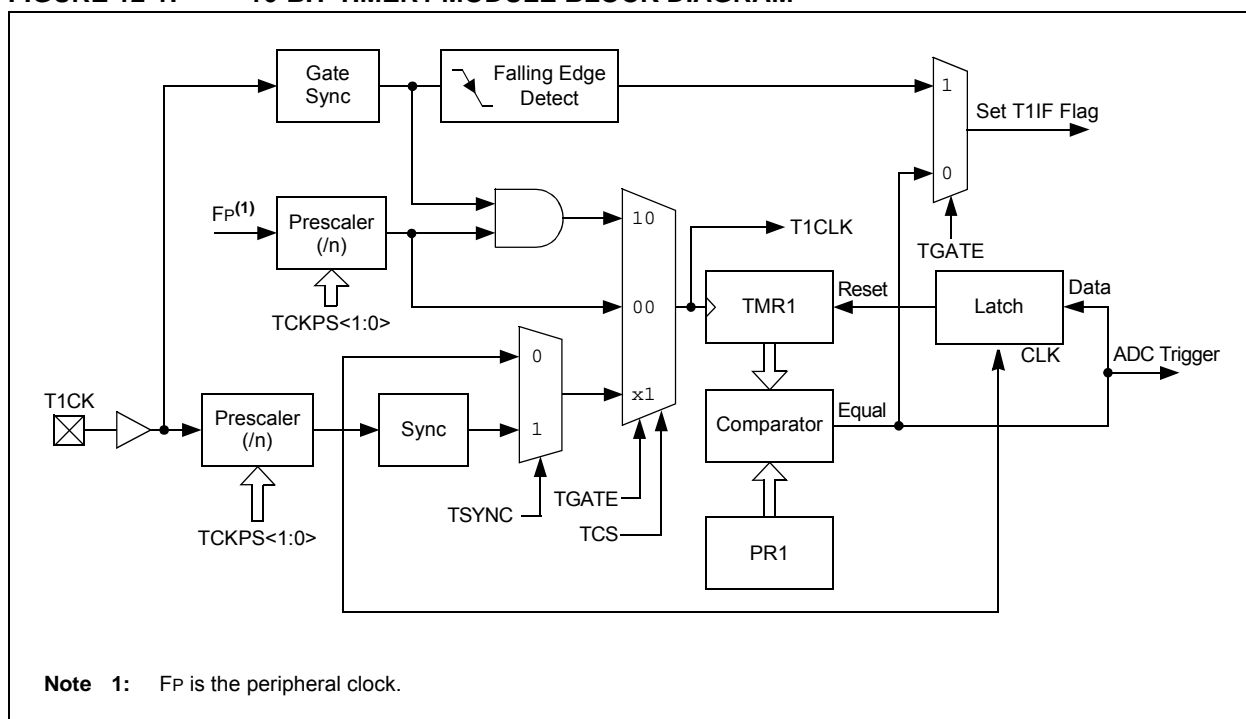 Gate
Sync
Falling Edge
Detect
1
Set T1IF Flag
0
FP(1)
Prescaler
(/n)
10
T1CLK
TGATE
TCKPS<1:0>
00
TMR1
Reset
Latch
Data
CLK
ADC Trigger
0
T1CK
Prescaler
(/n)
Sync
1
x1
Comparator
Equal
TSYNC
TGATE
TCS
TCKPS<1:0>
PR1
Note 1: FP is the peripheral clock.